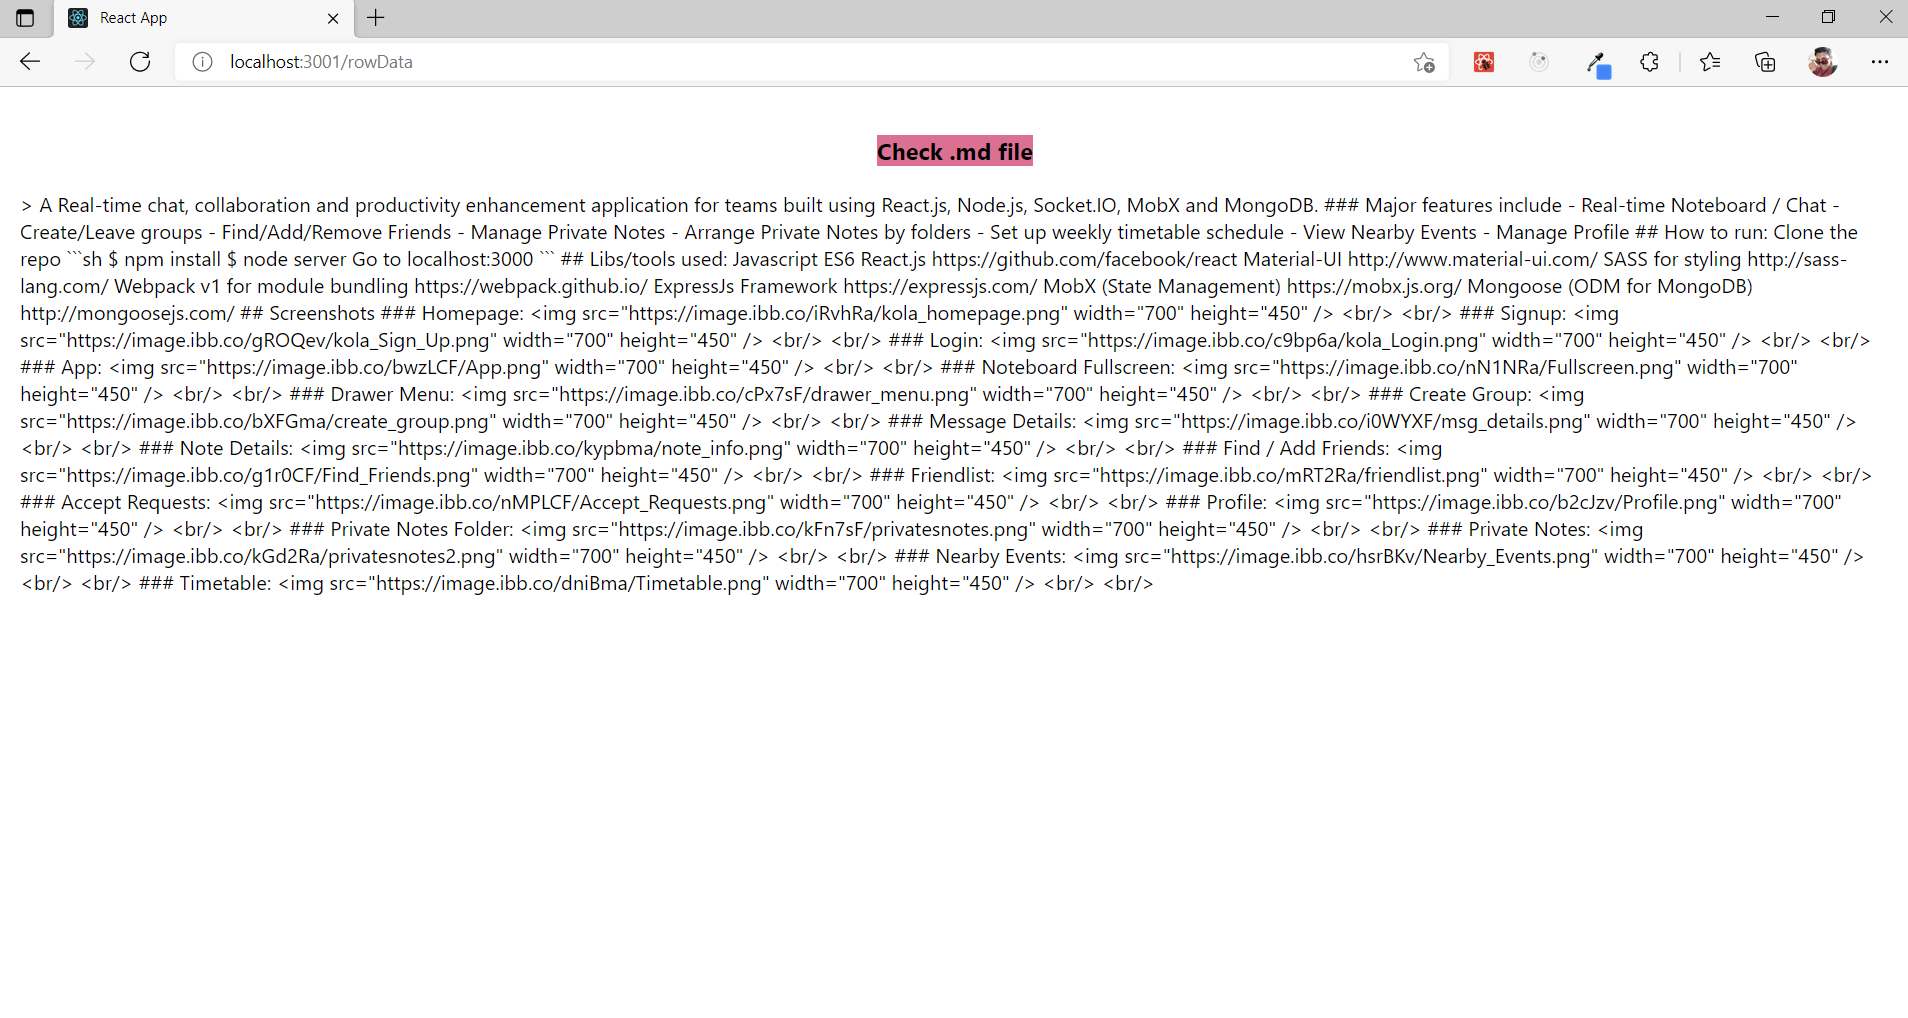 React App
localhost:3001/rowData
Check .md file
> A Real-time chat, collaboration and productivity enhancement application for teams built using React.js, Node.js, Socket.IO, MobX and MongoDB. ### Major features include - Real-time Noteboard / Chat -
Create/Leave groups - Find/Add/Remove Friends - Manage Private Notes - Arrange Private Notes by folders - Set up weekly timetable schedule - View Nearby Events - Manage Profile ## How to run: Clone the
repo ```sh $ npm install $ node server Go to localhost:3000 ``` ## Libs/tools used: Javascript ES6 React.js https://github.com/facebook/react Material-UI http://www.material-ui.com/ SASS for styling http://sass-
lang.com/ Webpack v1 for module bundling https://webpack.github.io/ ExpressJs Framework https://expressjs.com/ MobX (State Management) https://mobx.js.org/ Mongoose (ODM for MongoDB)
http://mongoosejs.com/ ## Screenshots ### Homepage: <img src="https://image.ibb.co/iRvhRa/kola_homepage.png" width="700" height="450" /> <br/> <br/> ### Signup: <img
src="https://image.ibb.co/gROQev/kola_Sign_Up.png" width="700" height="450" /> <br/> <br/> ### Login: <img src="https://image.ibb.co/c9bp6a/kola_Login.png" width="700" height="450" /> <br/> <br/>
### App: <img src="https://image.ibb.co/bwzLCF/App.png" width="700" height="450" /> <br/> <br/> ### Noteboard Fullscreen: <img src="https://image.ibb.co/nN1NRa/Fullscreen.png" width="700"
height="450" /> <br/> <br/> ### Drawer Menu: <img src="https://image.ibb.co/cPx7sF/drawer_menu.png" width="700" height="450" /> <br/> <br/> ### Create Group: <img
src="https://image.ibb.co/bXFGma/create_group.png" width="700" height="450" /> <br/> <br/> ### Message Details: <img src="https://image.ibb.co/i0WYXF/msg_details.png" width="700" height="450" />
<br/> <br/> ### Note Details: <img src="https://image.ibb.co/kypbma/note_info.png" width="700" height="450" /> <br/> <br/> ### Find / Add Friends: <img
src="https://image.ibb.co/g1r0CF/Find_Friends.png" width="700" height="450" /> <br/> <br/> ### Friendlist: <img src="https://image.ibb.co/mRT2Ra/friendlist.png" width="700" height="450" /> <br/> <br/>
### Accept Requests: <img src="https://image.ibb.co/nMPLCF/Accept_Requests.png" width="700" height="450" /> <br/> <br/> ### Profile: <img src="https://image.ibb.co/b2cJzv/Profile.png" width="700"
height="450" /> <br/> <br/> ### Private Notes Folder: <img src="https://image.ibb.co/kFn7sF/privatesnotes.png" width="700" height="450" /> <br/> <br/> ### Private Notes: <img
src="https://image.ibb.co/kGd2Ra/privatesnotes2.png" width="700" height="450" /> <br/> <br/> ### Nearby Events: <img src="https://image.ibb.co/hsrBKv/Nearby_Events.png" width="700" height="450" />
<br/> <br/> ### Timetable: <img src="https://image.ibb.co/dniBma/Timetable.png" width="700" height="450" /> <br/> <br/>